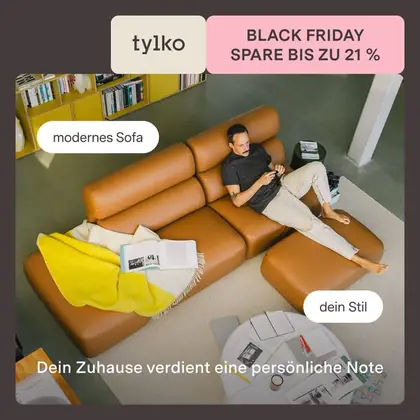 tylko
BLACK FRIDAY
SPARE BIS ZU 21 %
modernes Sofa
dein Stil
Dein Zuhause verdient eine persönliche Note